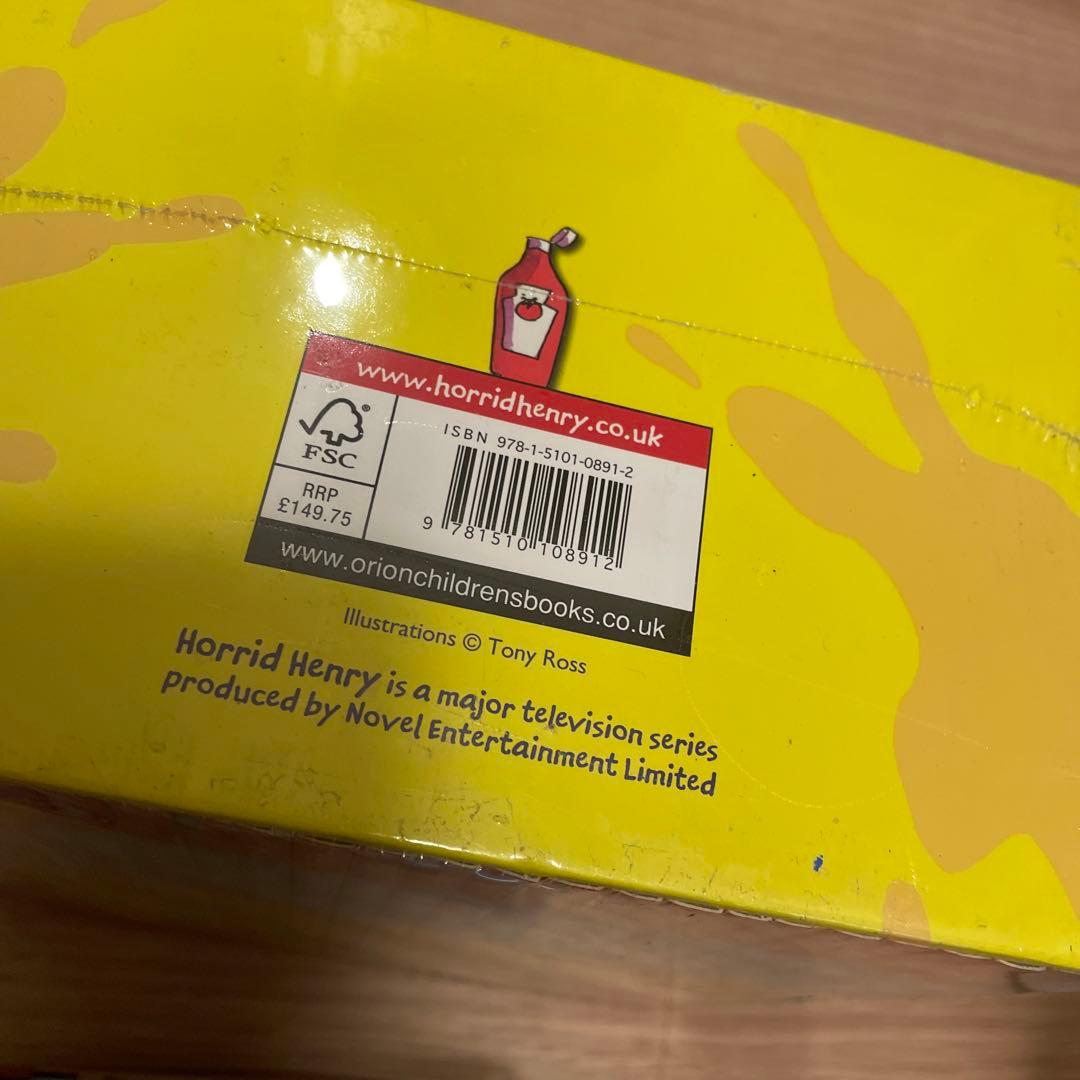 www.horridhenry.co.uk
FSC®
RRP
£149.75
ISBN 978-1-5101-0891-2
9 781510 108912
www.orionchildrensbooks.co.uk
Illustrations © Tony Ross
Horrid Henry is a major television series
produced by Novel Entertainment Limited